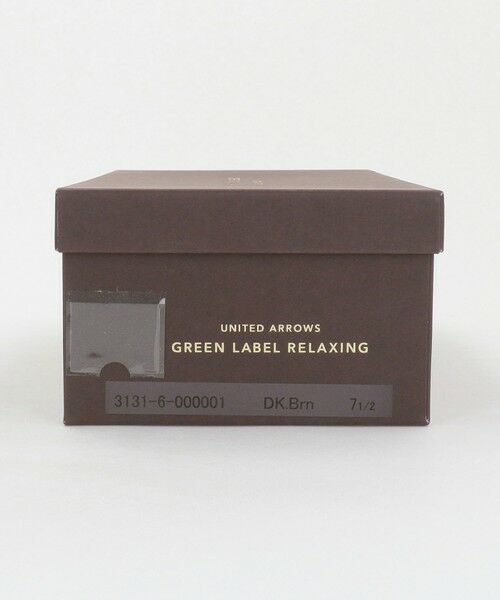 UNITED ARROWS
GREEN LABEL RELAXING
3131-6-000001 DK.Brn 7 1/2